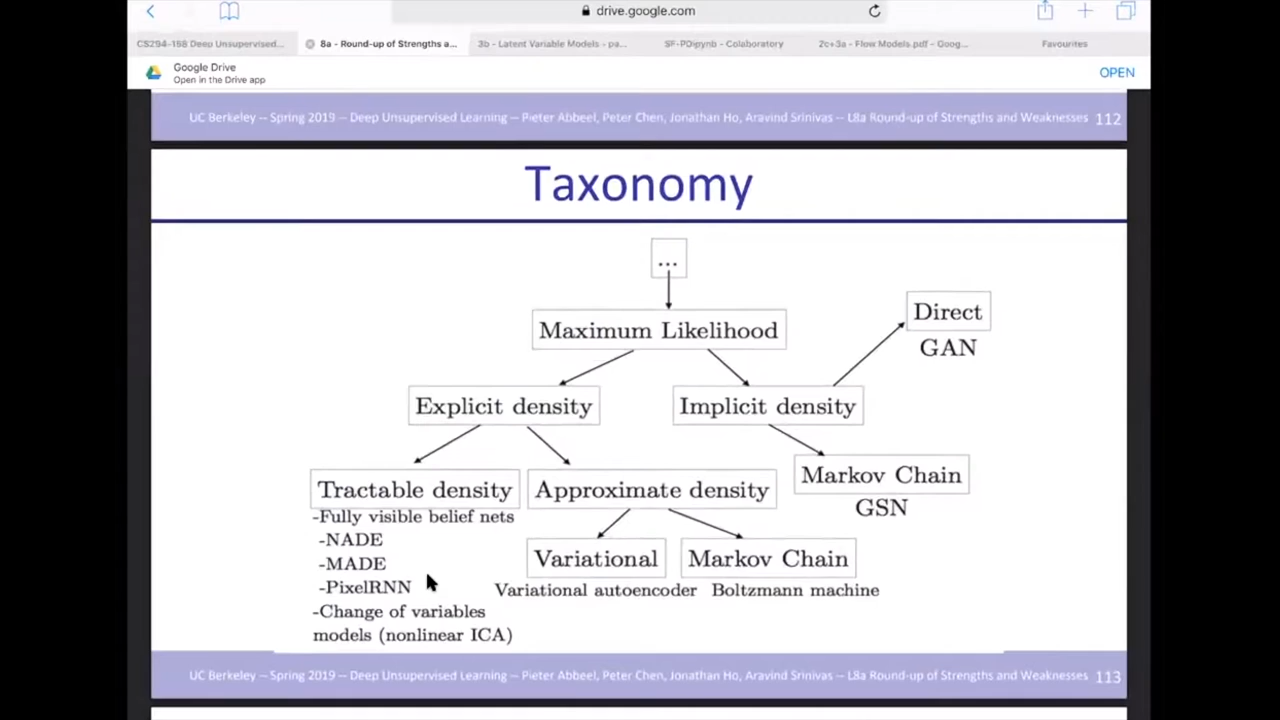 drive.google.com
CS294-158 Deep Unsupervised...
8a - Round-up of Strengths a...
3b - Latent Variable Models - pa...
SF-PDipynb - Colaboratory
2c+3a - Flow Models.pdf - Goog...
Favourites
Google Drive
Open in the Drive app
OPEN
UC Berkeley -- Spring 2019 -- Deep Unsupervised Learning -- Pieter Abbeel, Peter Chen, Jonathan Ho, Aravind Srinivas -- L8a Round-up of Strengths and Weaknesses 112
Taxonomy
...
Maximum Likelihood
Direct
GAN
Explicit density
Implicit density
Tractable density
-Fully visible belief nets
-NADE
-MADE
-PixelRNN
-Change of variables
models (nonlinear ICA)
Approximate density
Markov Chain
GSN
Variational
Variational autoencoder
Markov Chain
Boltzmann machine
UC Berkeley -- Spring 2019 -- Deep Unsupervised Learning -- Pieter Abbeel, Peter Chen, Jonathan Ho, Aravind Srinivas -- L8a Round-up of Strengths and Weaknesses 113